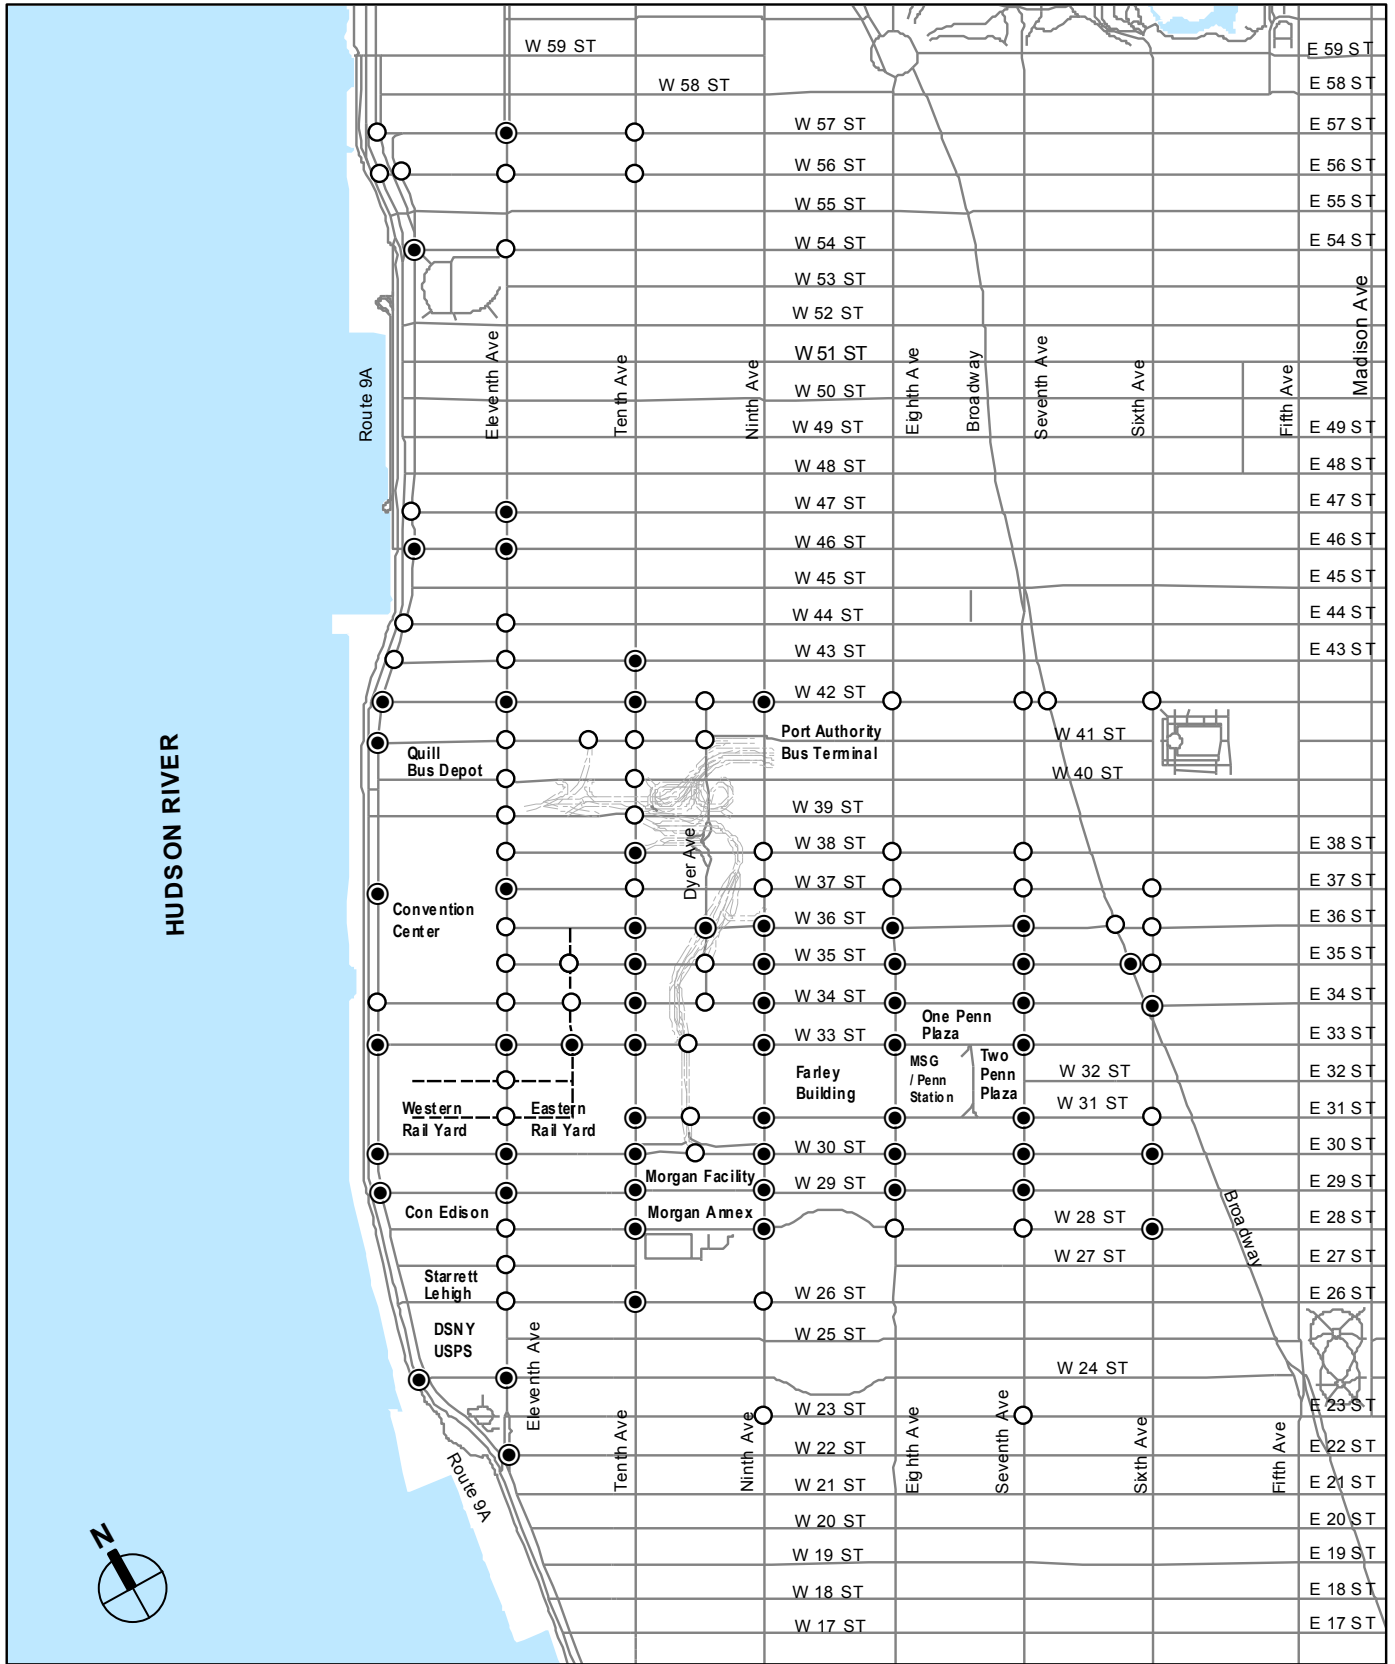 W 59 ST
E 59 ST
W 58 ST
E 58 ST
W 57 ST
E 57 ST
W 56 ST
E 56 ST
W 55 ST
E 55 ST
W 54 ST
E 54 ST
W 53 ST
W 52 ST
Madison Ave
W 51 ST
Route 9A
Eleventh Ave
Tenth Ave
Ninth Ave
Eighth Ave
Broadway
Seventh Ave
Sixth Ave
Fifth Ave
W 50 ST
W 49 ST
E 49 ST
W 48 ST
E 48 ST
W 47 ST
E 47 ST
W 46 ST
E 46 ST
W 45 ST
E 45 ST
W 44 ST
E 44 ST
W 43 ST
E 43 ST
W 42 ST
Port Authority
Bus Terminal
W 41 ST
Quill
Bus Depot
W 40 ST
HUDSON RIVER
W 39 ST
W 38 ST
E 38 ST
Dyer Ave
W 37 ST
E 37 ST
Convention
Center
W 36 ST
E 36 ST
W 35 ST
E 35 ST
W 34 ST
E 34 ST
One Penn
Plaza
W 33 ST
E 33 ST
MSG
/ Penn
Station
Two
Penn
Plaza
Farley
Building
W 32 ST
E 32 ST
Western
Rail Yard
Eastern
Rail Yard
W 31 ST
E 31 ST
W 30 ST
E 30 ST
Morgan Facility
W 29 ST
E 29 ST
Con Edison
Morgan Annex
W 28 ST
E 28 ST
Broadway
W 27 ST
E 27 ST
Starrett
Lehigh
W 26 ST
E 26 ST
DSNY
USPS
W 25 ST
Eleventh Ave
W 24 ST
W 23 ST
E 23 ST
Tenth Ave
Ninth Ave
Eighth Ave
Seventh Ave
Sixth Ave
Fifth Ave
W 22 ST
E 22 ST
Route 9A
W 21 ST
E 21 ST
N
W 20 ST
E 20 ST
W 19 ST
E 19 ST
W 18 ST
E 18 ST
W 17 ST
E 17 ST